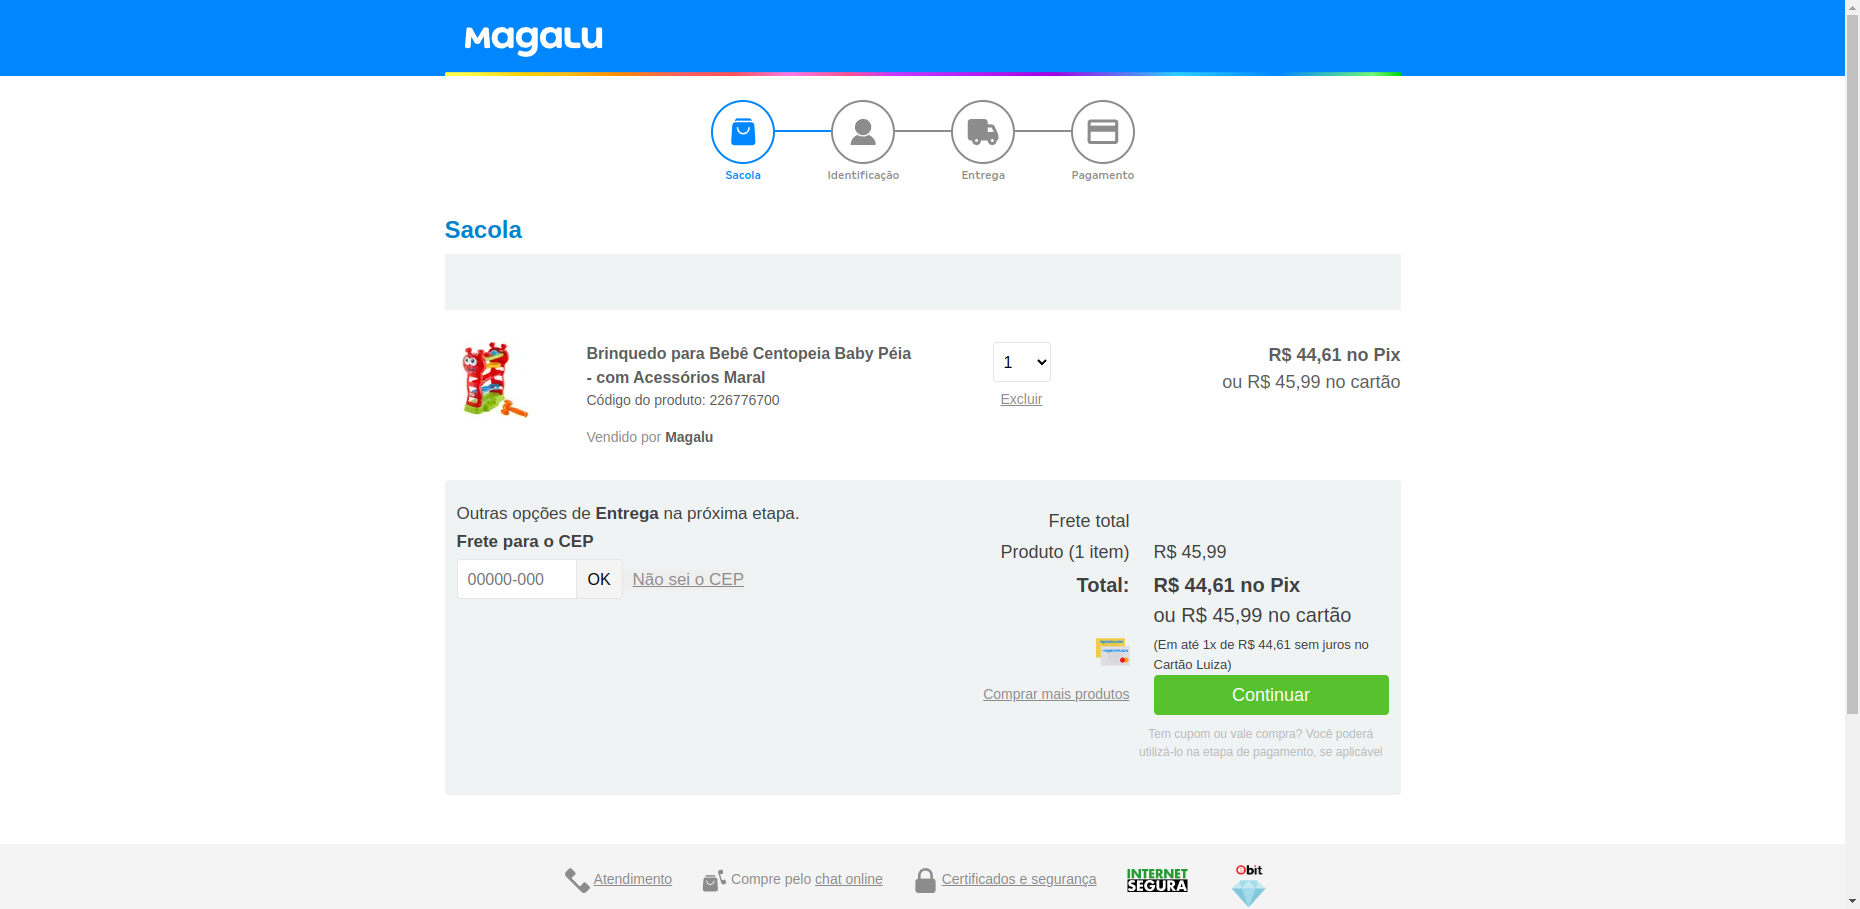 Magalu
Sacola
Identificação
Entrega
Pagamento
Sacola
Brinquedo para Bebê Centopeia Baby Péia
- com Acessórios Maral
Código do produto: 226776700
Vendido por Magalu
1
Excluir
R$ 44,61 no Pix
ou R$ 45,99 no cartão
Outras opções de Entrega na próxima etapa.
Frete para o CEP
00000-000
OK
Não sei o CEP
Frete total
Produto (1 item)
R$ 45,99
Total:
R$ 44,61 no Pix
ou R$ 45,99 no cartão
(Em até 1x de R$ 44,61 sem juros no
Cartão Luiza)
Comprar mais produtos
Continuar
Tem cupom ou vale compra? Você poderá
utilizá-lo na etapa de pagamento, se aplicável
Atendimento
Compre pelo chat online
Certificados e segurança
INTERNET
SEGURA
ebit